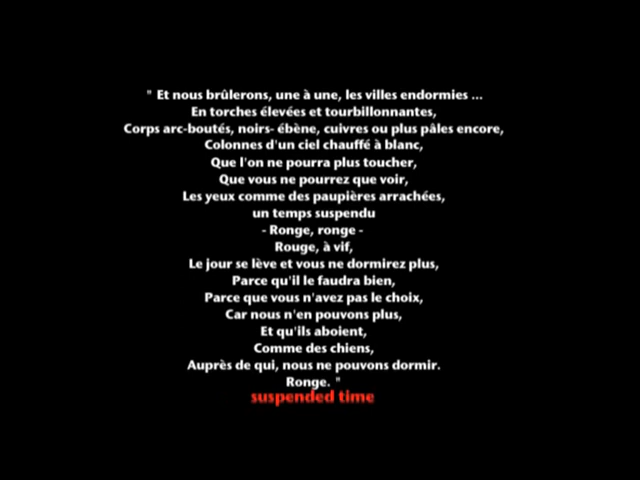 " Et nous brûlerons, une à une, les villes endormies ...
En torches élevées et tourbillonnantes,
Corps arc-boutés, noirs- ébène, cuivres ou plus pâles encore,
Colonnes d'un ciel chauffé à blanc,
Que l'on ne pourra plus toucher,
Que vous ne pourrez que voir,
Les yeux comme des paupières arrachées,
un temps suspendu
- Ronge, ronge -
Rouge, à vif,
Le jour se lève et vous ne dormirez plus,
Parce qu'il le faudra bien,
Parce que vous n'avez pas le choix,
Car nous n'en pouvons plus,
Et qu'ils aboient,
Comme des chiens,
Auprès de qui, nous ne pouvons dormir.
Ronge. "
suspended time